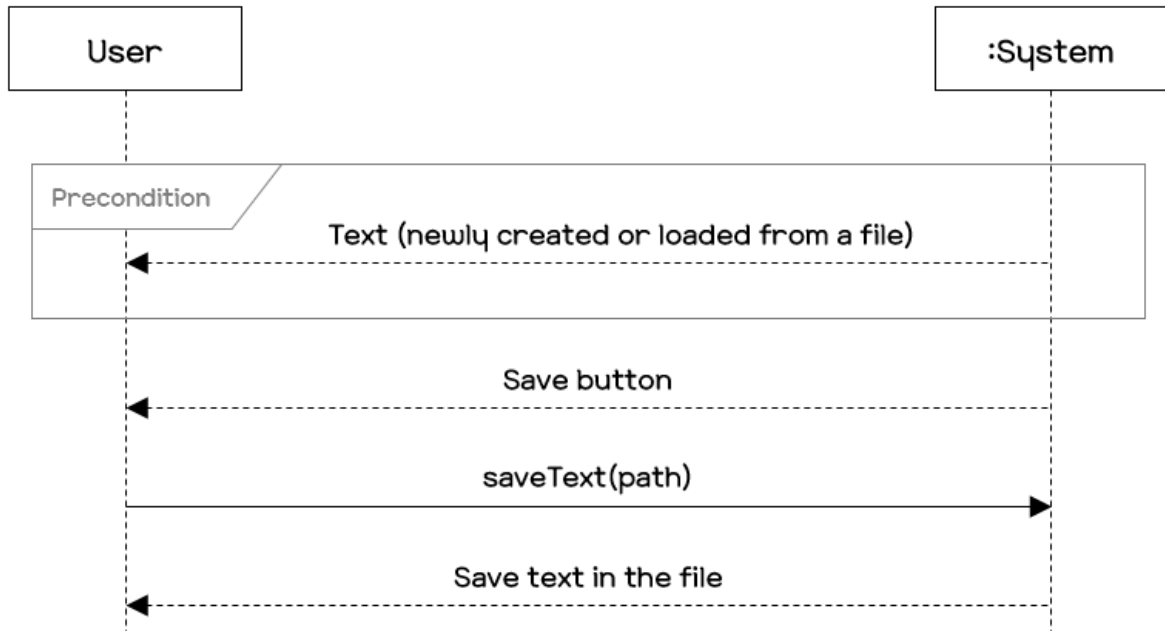 User
:System
Precondition
Text (newly created or loaded from a file)
Save button
saveText(path)
Save text in the file